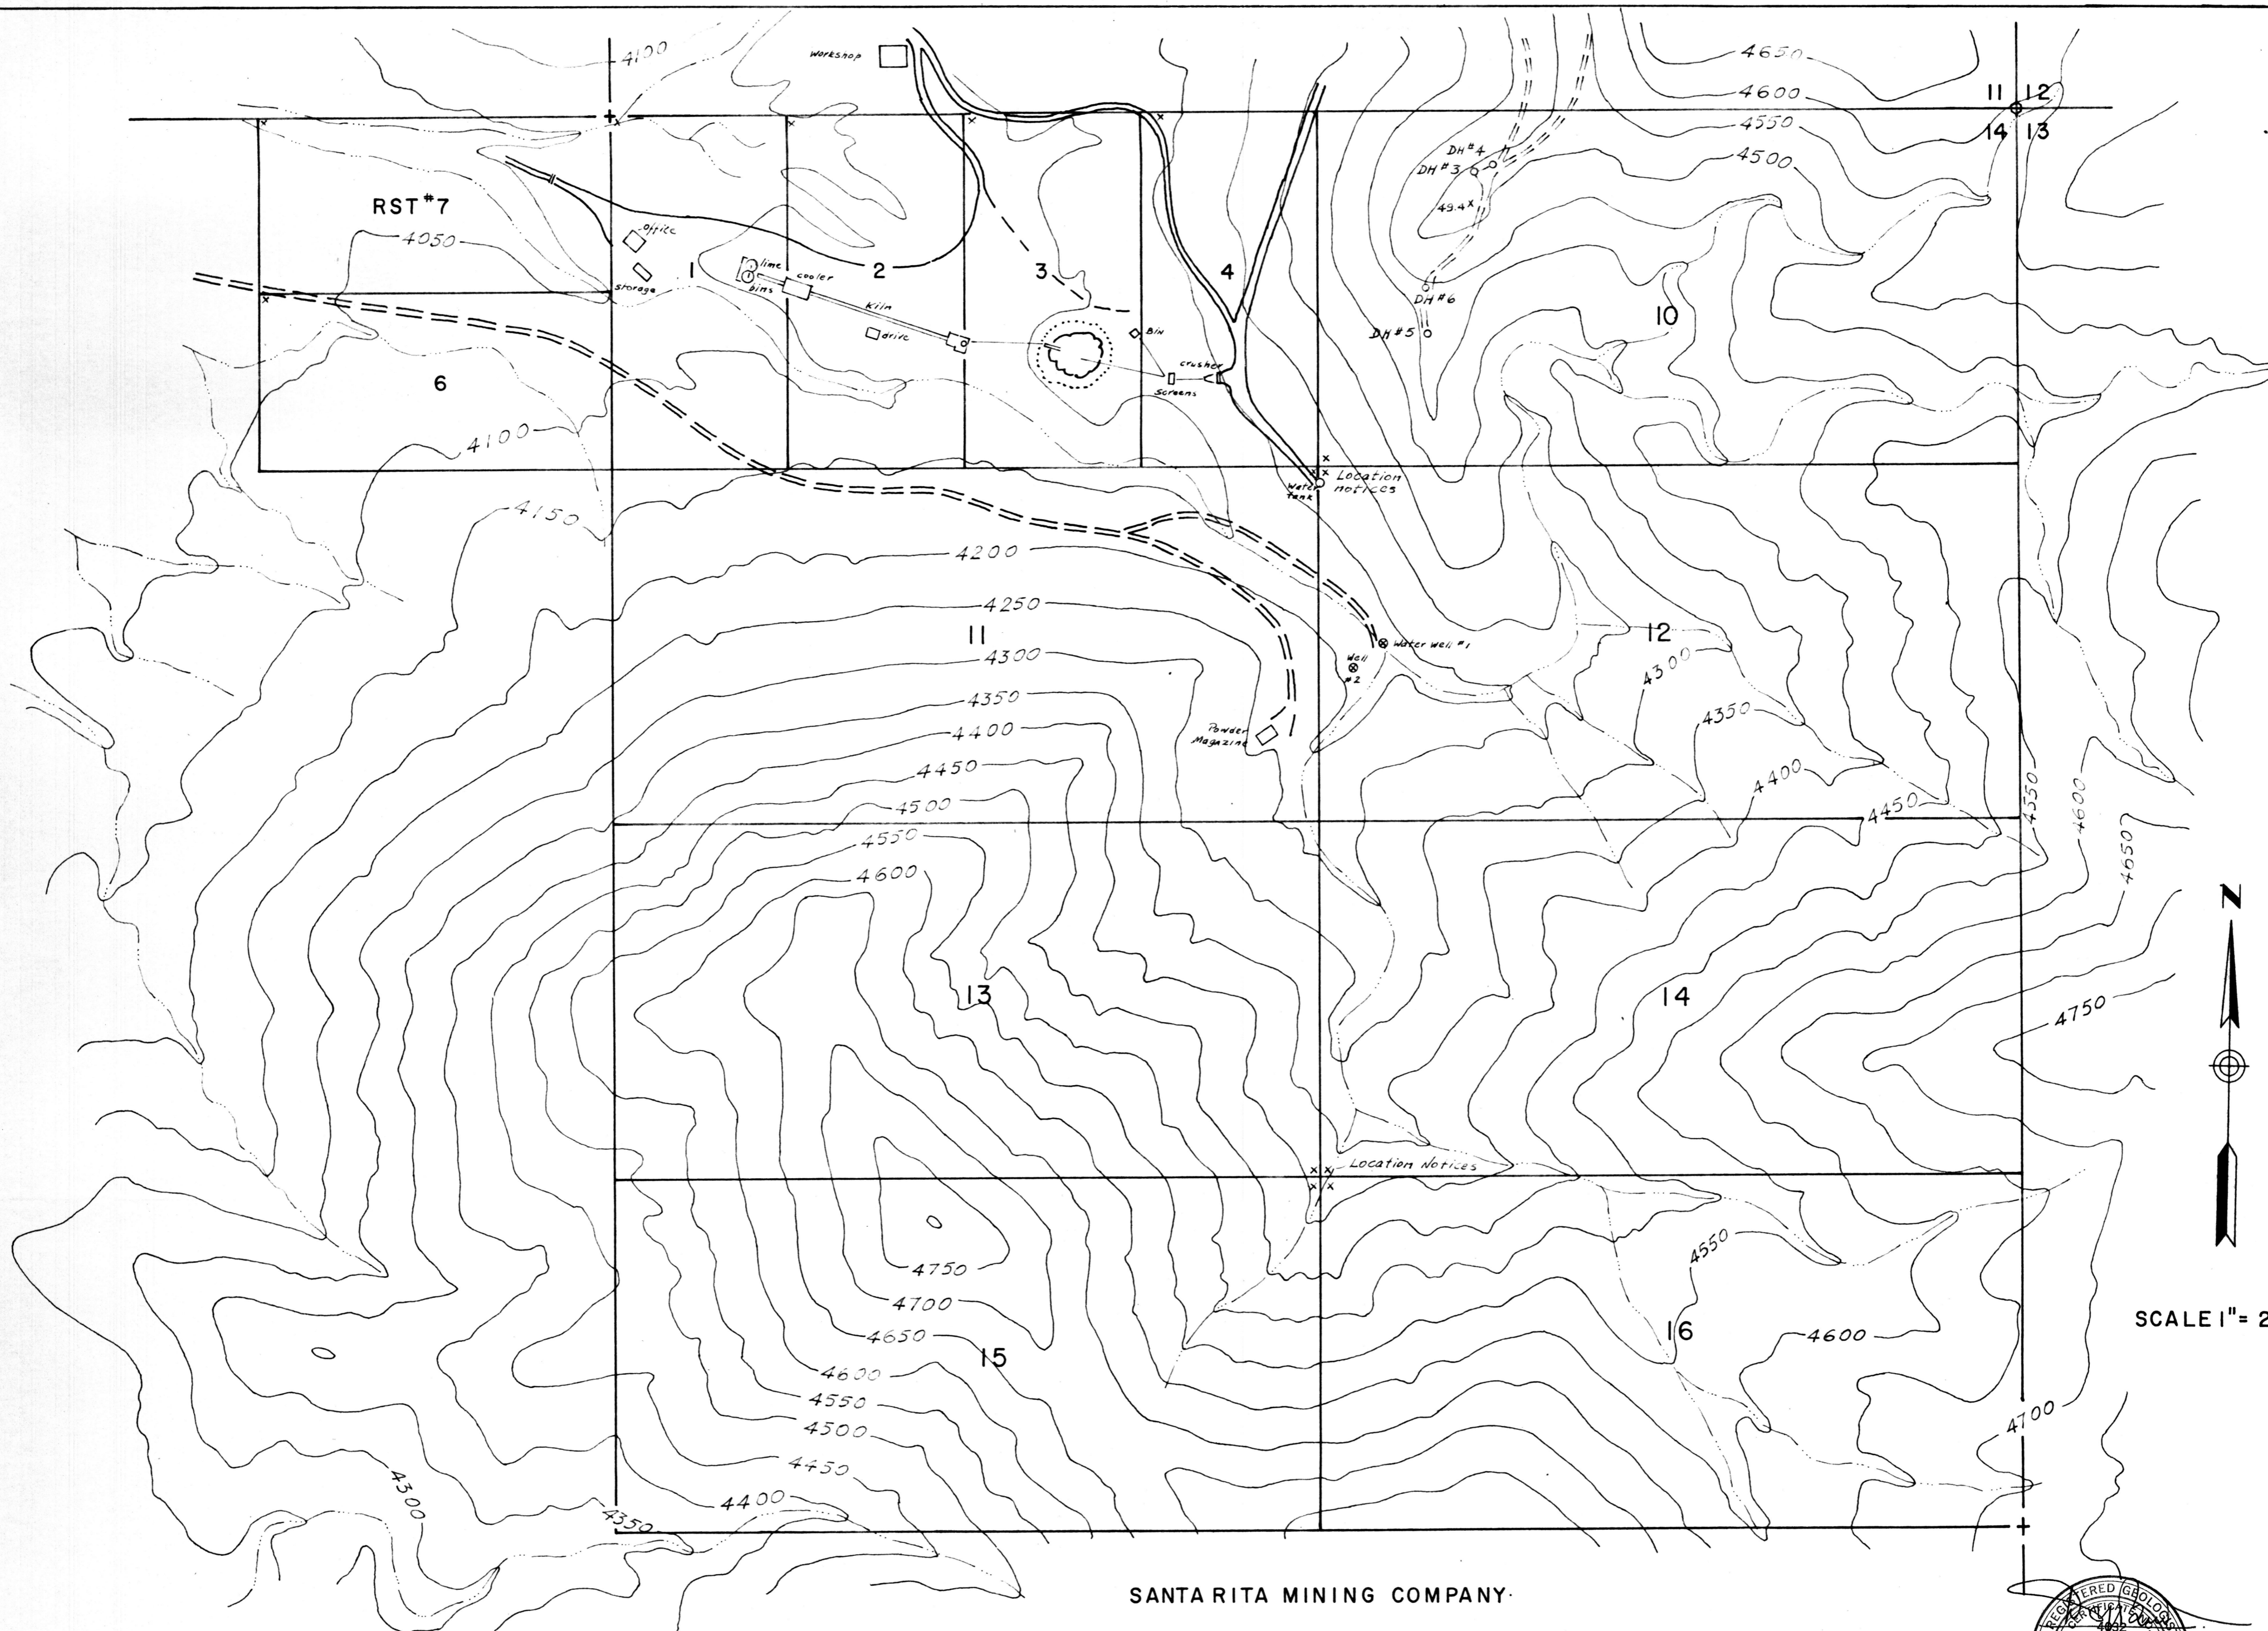 4100
workshop
4650
4600
11 12
4550
14 13
4500
DH#4
DH#3
49.4 x
RST #7
4050
office
storage
1
lime
bins
cooler
2
Kiln
drive
3
4
Bin
crusher
screens
DH#6
DH#5
10
6
4100
Location
notices
Water
Tank
4150
4200
4250
11
4300
4350
4400
4450
4500
4550
4600
Water Well #1
Well
#2
12
4300
4350
4400
4450
4550
4600
4650
Powder
Magazine
N
13
14
4750
Location Notices
4550
4750
4700
4650
15
16
4600
SCALE 1" = 2
4600
4550
4500
4450
4400
4350
4300
4700
SANTA RITA MINING COMPANY